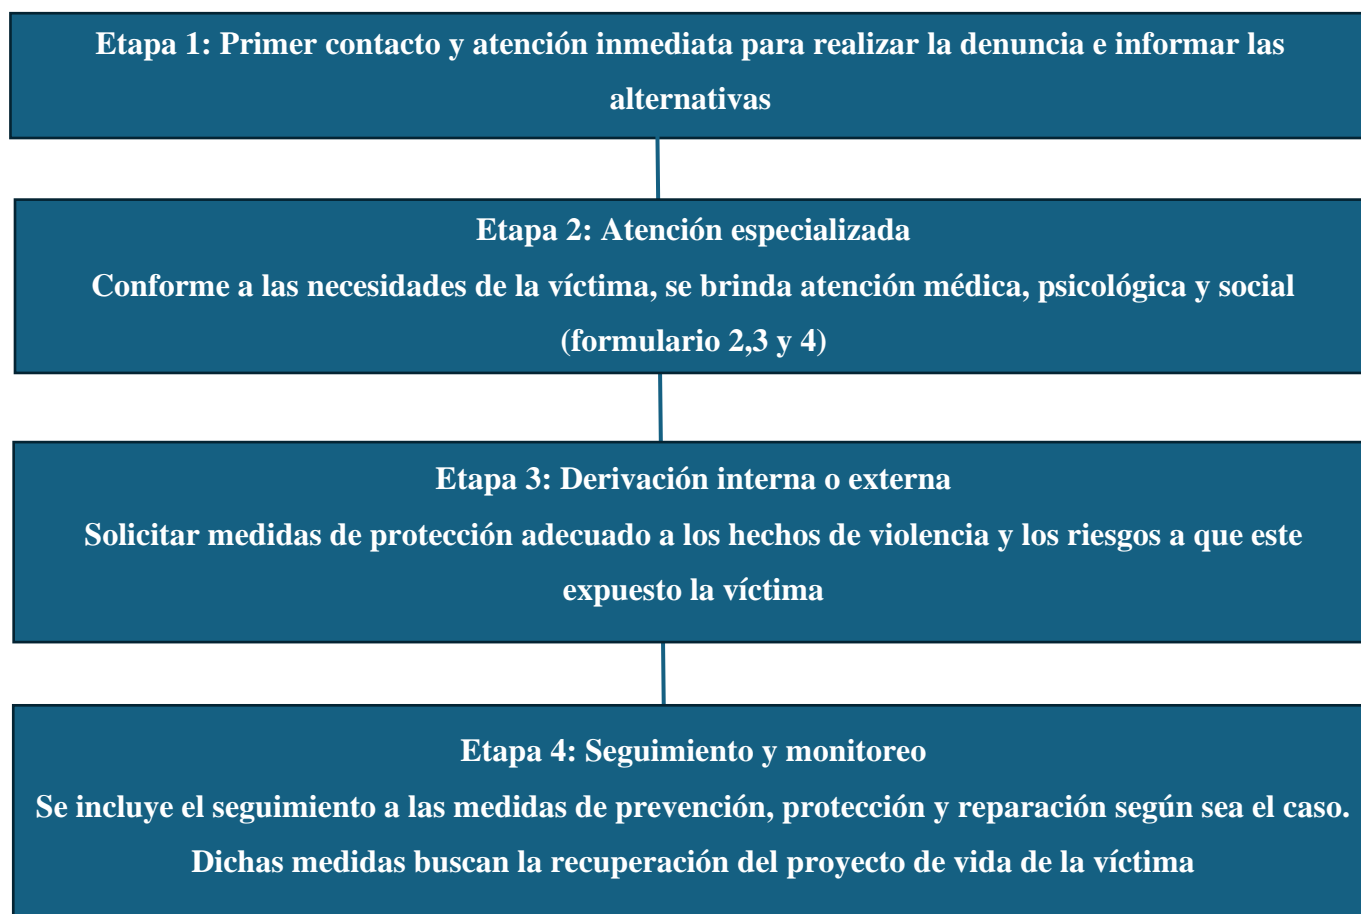 Etapa 1: Primer contacto y atención inmediata para realizar la denuncia e informar las
alternativas
Etapa 2: Atención especializada
Conforme a las necesidades de la víctima, se brinda atención médica, psicológica y social
(formulario 2,3 y 4)
Etapa 3: Derivación interna o externa
Solicitar medidas de protección adecuado a los hechos de violencia y los riesgos a que este
expuesto la víctima
Etapa 4: Seguimiento y monitoreo
Se incluye el seguimiento a las medidas de prevención, protección y reparación según sea el caso.
Dichas medidas buscan la recuperación del proyecto de vida de la víctima